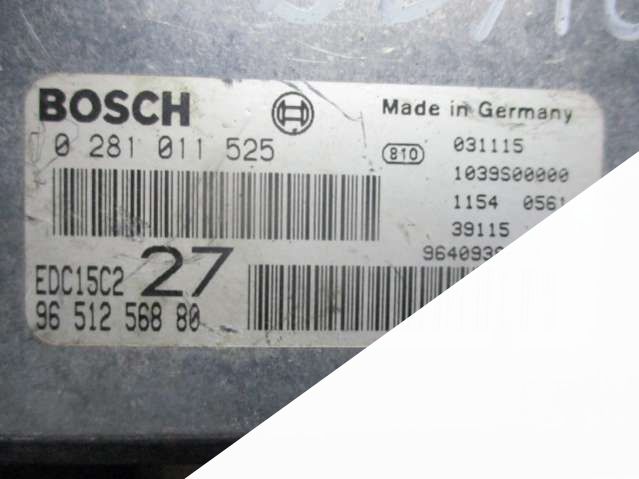 BOSCH
Made in Germany
0 281 011 525
810
031115
1039S00000
1154 0561
39115
EDC15C2
27
96 512 568 80